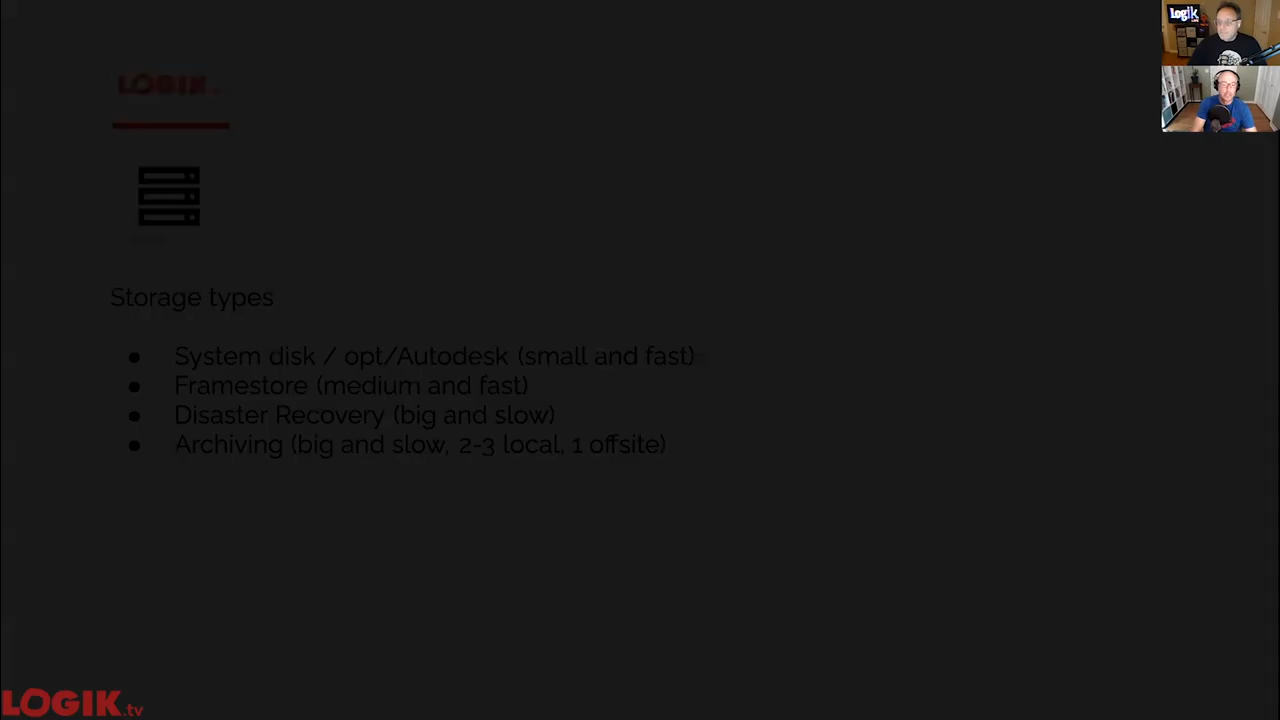 LOGIK.
Logik
Storage types
● System disk / opt/Autodesk (small and fast)
● Framestore (medium and fast)
● Disaster Recovery (big and slow)
● Archiving (big and slow, 2-3 local, 1 offsite)
LOGIK.tv